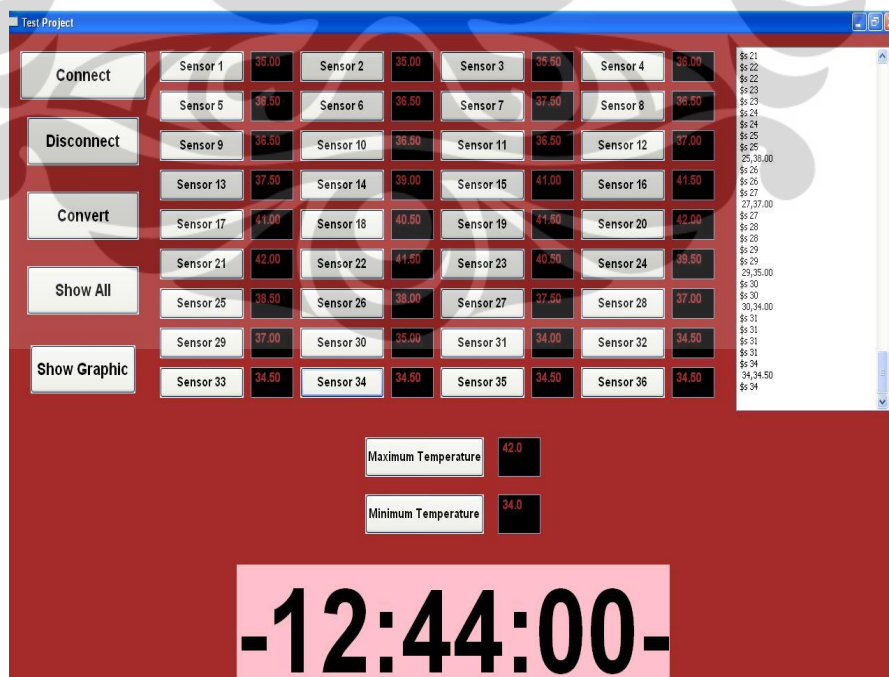 Test Project
Connect
Disconnect
Convert
Show All
Show Graphic
Sensor 1 35.00 Sensor 2 35.00 Sensor 3 35.50 Sensor 4 36.00
Sensor 5 36.50 Sensor 6 36.50 Sensor 7 37.50 Sensor 8 36.50
Sensor 9 36.50 Sensor 10 36.50 Sensor 11 36.50 Sensor 12 37.00
Sensor 13 37.50 Sensor 14 39.00 Sensor 15 41.00 Sensor 16 41.50
Sensor 17 41.00 Sensor 18 40.50 Sensor 19 41.50 Sensor 20 42.00
Sensor 21 42.00 Sensor 22 41.50 Sensor 23 40.50 Sensor 24 39.50
Sensor 25 38.50 Sensor 26 38.00 Sensor 27 37.50 Sensor 28 37.00
Sensor 29 37.00 Sensor 30 35.00 Sensor 31 34.00 Sensor 32 34.50
Sensor 33 34.50 Sensor 34 34.50 Sensor 35 34.50 Sensor 36 34.50
$s 21
$s 22
$s 22
$s 23
$s 23
$s 24
$s 24
$s 25
$s 25
25,38.00
$s 26
$s 26
$s 27
27,37.00
$s 27
$s 28
$s 28
$s 29
$s 29
29,35.00
$s 30
$s 30
30,34.00
$s 31
$s 31
$s 31
$s 31
$s 34
34,34.50
$s 34
Maximum Temperature 42.0
Minimum Temperature 34.0
-12:44:00-